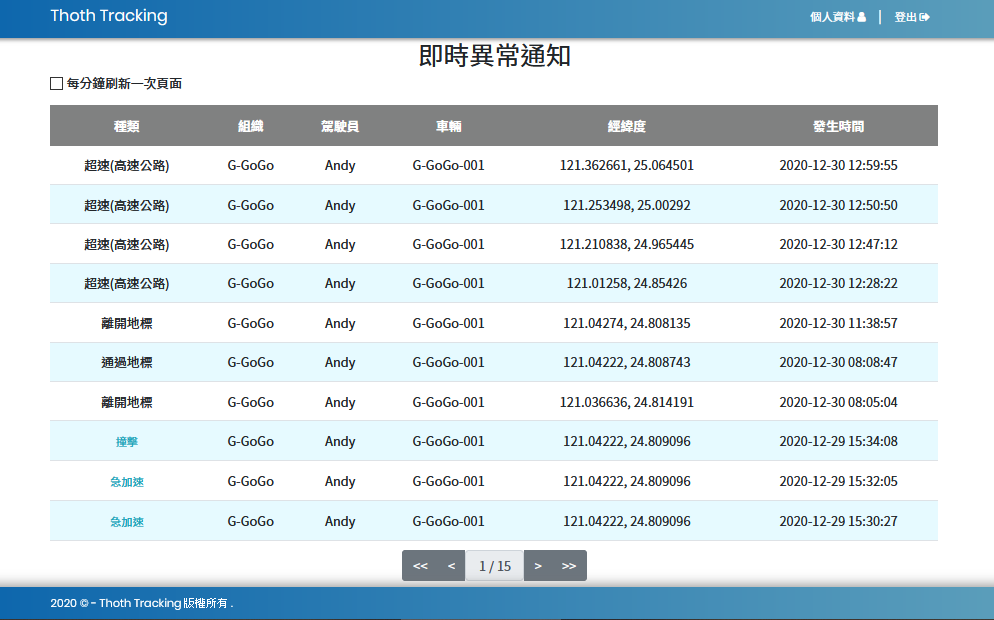 Thoth Tracking
個人資料 | 登出
即時異常通知
每分鐘刷新一次頁面
種類 組織 駕駛員 車輛 經緯度 發生時間
超速(高速公路) G-GoGo Andy G-GoGo-001 121.362661, 25.064501 2020-12-30 12:59:55
超速(高速公路) G-GoGo Andy G-GoGo-001 121.253498, 25.00292 2020-12-30 12:50:50
超速(高速公路) G-GoGo Andy G-GoGo-001 121.210838, 24.965445 2020-12-30 12:47:12
超速(高速公路) G-GoGo Andy G-GoGo-001 121.01258, 24.85426 2020-12-30 12:28:22
離開地標 G-GoGo Andy G-GoGo-001 121.04274, 24.808135 2020-12-30 11:38:57
通過地標 G-GoGo Andy G-GoGo-001 121.04222, 24.808743 2020-12-30 08:08:47
離開地標 G-GoGo Andy G-GoGo-001 121.036636, 24.814191 2020-12-30 08:05:04
撞擊 G-GoGo Andy G-GoGo-001 121.04222, 24.809096 2020-12-29 15:34:08
急加速 G-GoGo Andy G-GoGo-001 121.04222, 24.809096 2020-12-29 15:32:05
急加速 G-GoGo Andy G-GoGo-001 121.04222, 24.809096 2020-12-29 15:30:27
<< < 1 / 15 > >>
2020 © - Thoth Tracking 版權所有 .